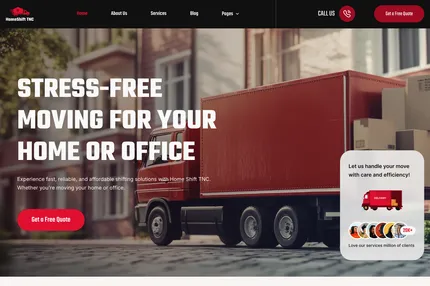 HomeShift TNC
Home
About Us
Services
Blog
Pages
CALL US
Get a Free Quote
STRESS-FREE
MOVING FOR YOUR
HOME OR OFFICE
Experience fast, reliable, and affordable shifting solutions with Home Shift TNC.
Whether you're moving your home or office.
Get a Free Quote
Let us handle your move
with care and efficiency!
DELIVERY
20K+
Love our services million of clients